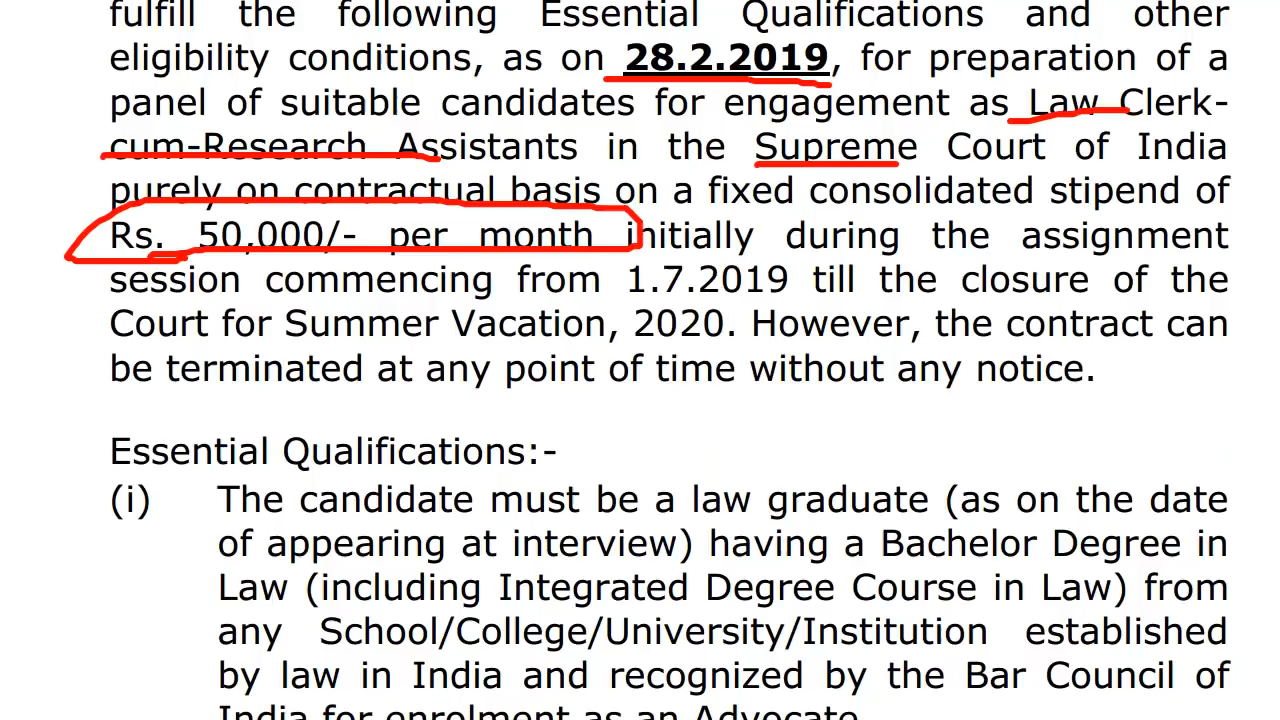 fulfill the following Essential Qualifications and other
eligibility conditions, as on 28.2.2019, for preparation of a
panel of suitable candidates for engagement as Law Clerk-
cum-Research Assistants in the Supreme Court of India
purely on contractual basis on a fixed consolidated stipend of
Rs. 50,000/- per month initially during the assignment
session commencing from 1.7.2019 till the closure of the
Court for Summer Vacation, 2020. However, the contract can
be terminated at any point of time without any notice.
Essential Qualifications:-
(i) The candidate must be a law graduate (as on the date
of appearing at interview) having a Bachelor Degree in
Law (including Integrated Degree Course in Law) from
any School/College/University/Institution established
by law in India and recognized by the Bar Council of
India for enrolment as an Advocate.